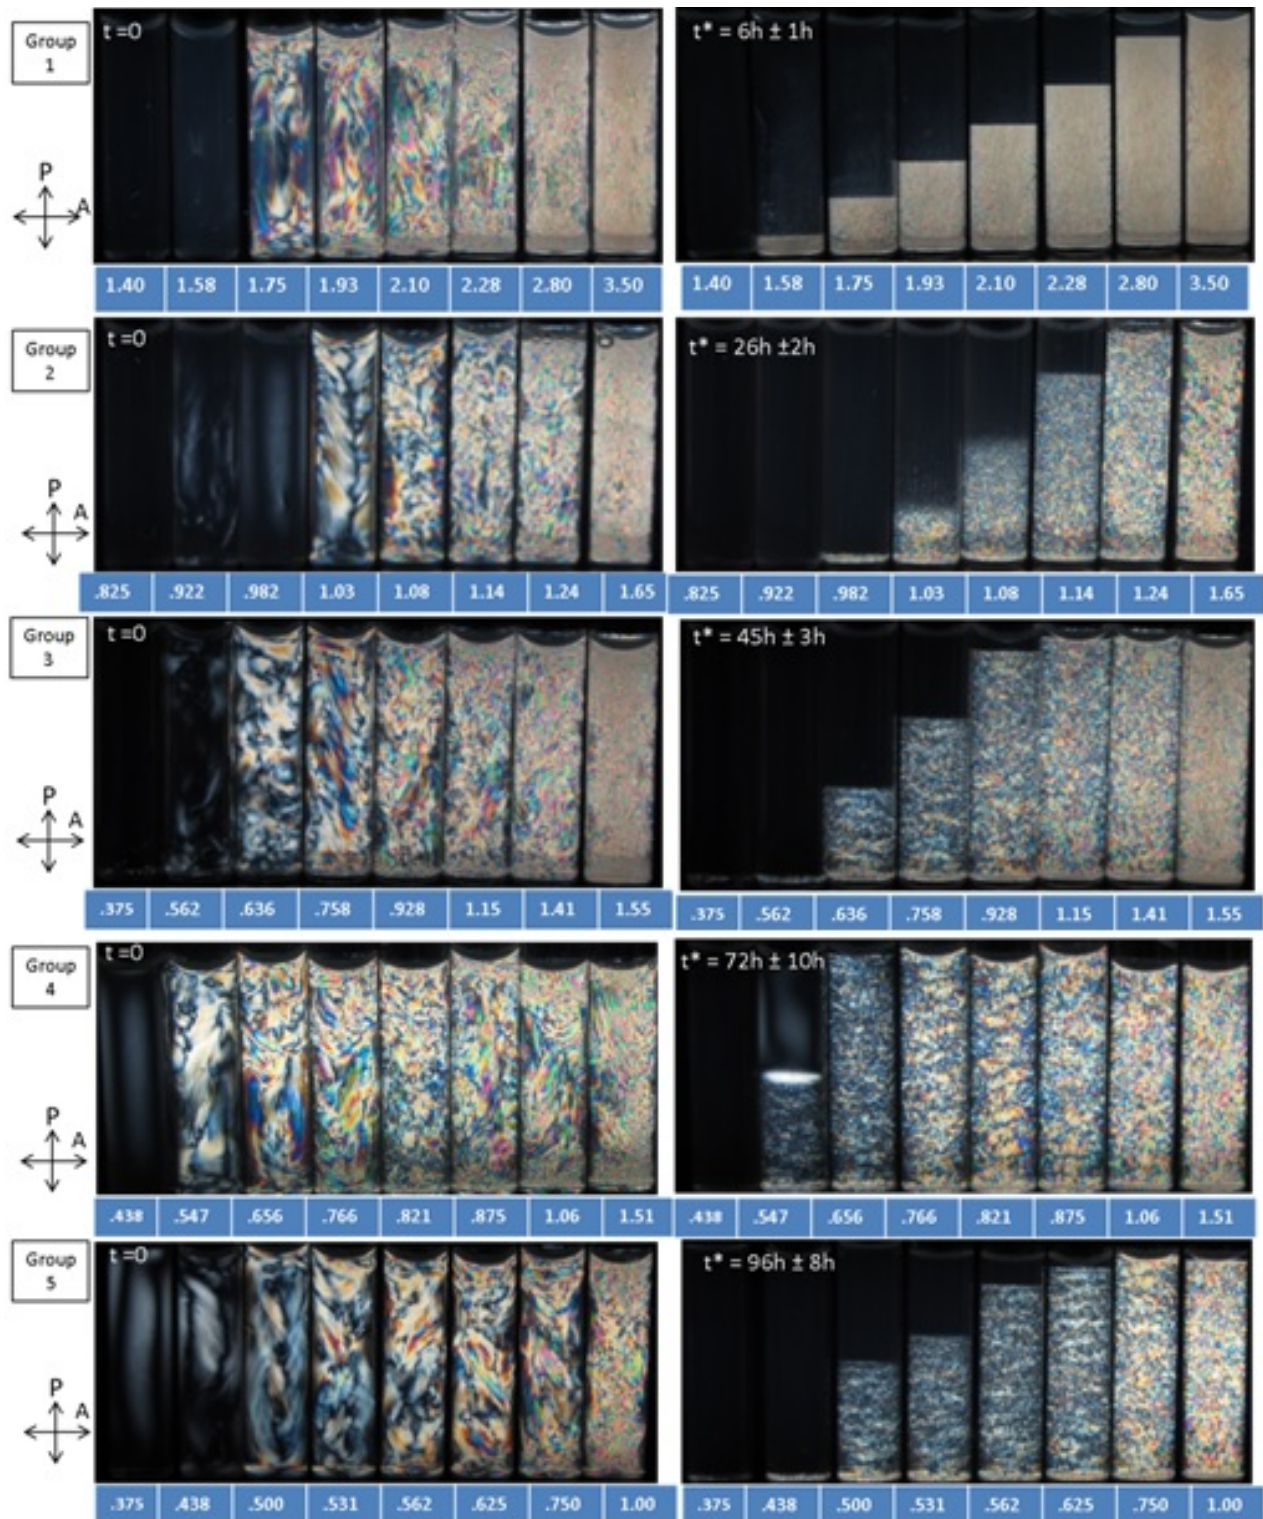 Group 1
t =0
t* = 6h ± 1h
P
A
1.40 1.58 1.75 1.93 2.10 2.28 2.80 3.50
1.40 1.58 1.75 1.93 2.10 2.28 2.80 3.50
Group 2
t =0
t* = 26h ±2h
P
A
.825 .922 .982 1.03 1.08 1.14 1.24 1.65
.825 .922 .982 1.03 1.08 1.14 1.24 1.65
Group 3
t =0
t* = 45h ± 3h
P
A
.375 .562 .636 .758 .928 1.15 1.41 1.55
.375 .562 .636 .758 .928 1.15 1.41 1.55
Group 4
t=0
t* = 72h ± 10h
P
A
.438 .547 .656 .766 .821 .875 1.06 1.51
.438 .547 .656 .766 .821 .875 1.06 1.51
Group 5
t=0
t* = 96h ± 8h
P
A
.375 .438 .500 .531 .562 .625 .750 1.00
.375 .438 .500 .531 .562 .625 .750 1.00